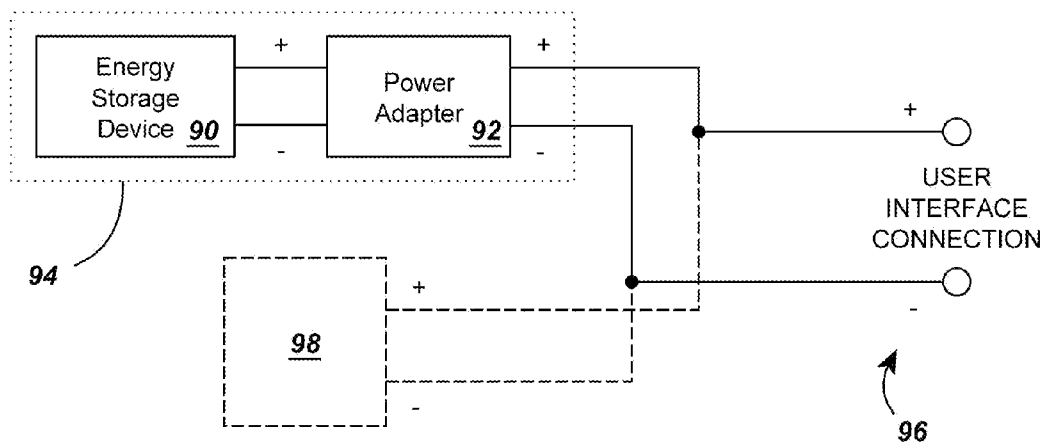 Energy
Storage
Device 90
+
-
Power
Adapter 92
+
-
+
USER
INTERFACE
CONNECTION
-
94
98
+
-
96